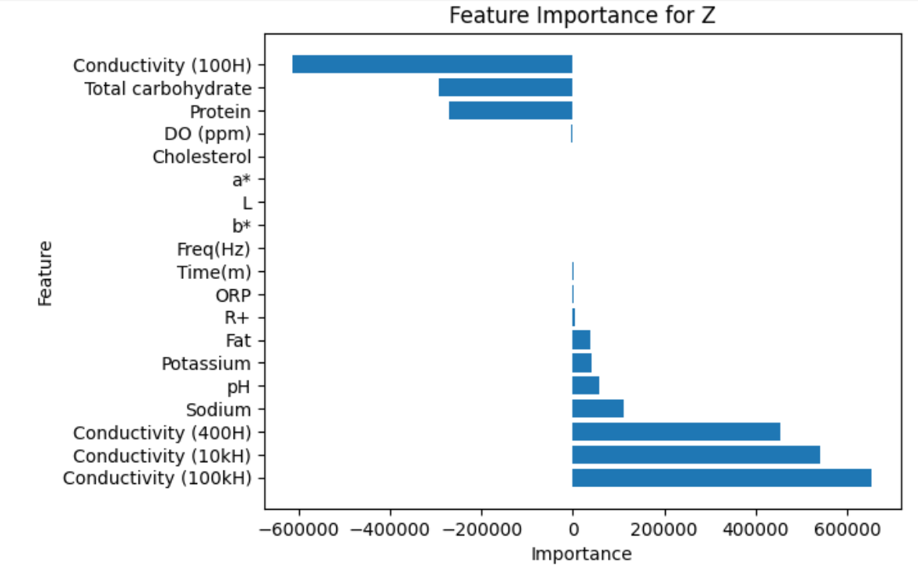 Feature Importance for Z
Conductivity (100H)
Total carbohydrate
Protein
DO (ppm)
Cholesterol
a*
L
b*
Freq(Hz)
Time(m)
ORP
R+
Fat
Potassium
pH
Sodium
Conductivity (400H)
Conductivity (10kH)
Conductivity (100kH)
Feature
−600000 −400000 −200000 0 200000 400000 600000
Importance